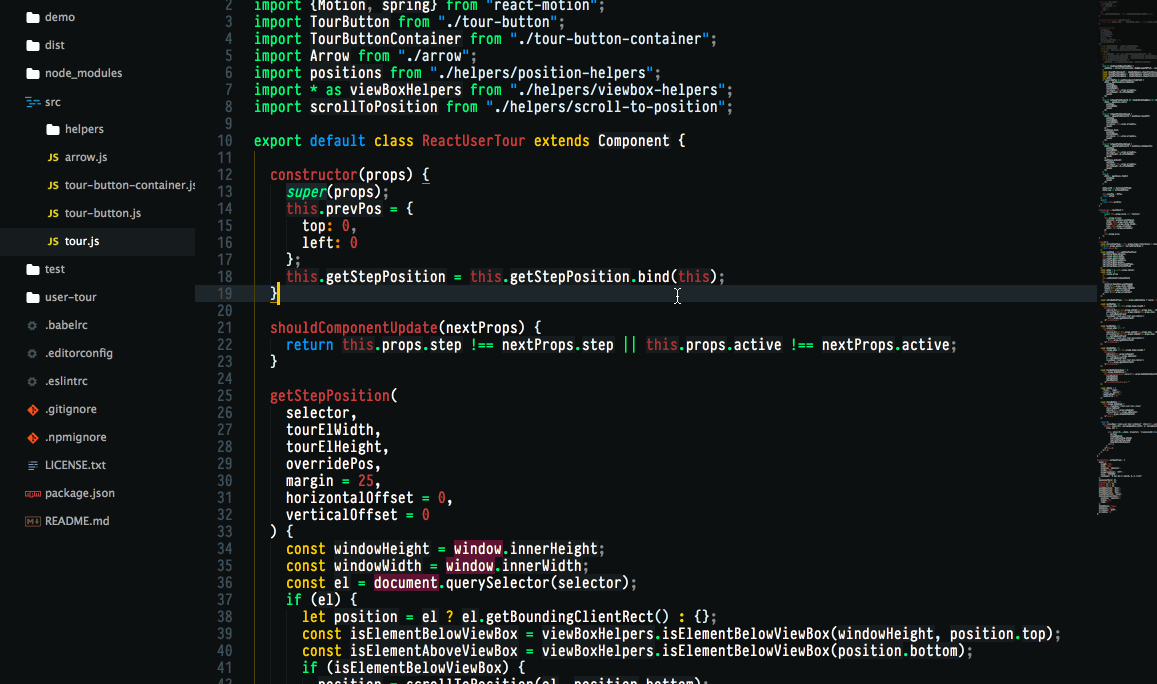 demo
dist
node_modules
src
helpers
arrow.js
tour-button-container.js
tour-button.js
tour.js
test
user-tour
.babelrc
.editorconfig
.eslintrc
.gitignore
.npmignore
LICENSE.txt
package.json
README.md
2 import {Motion, spring} from "react-motion";
3 import TourButton from "./tour-button";
4 import TourButtonContainer from "./tour-button-container";
5 import Arrow from "./arrow";
6 import positions from "./helpers/position-helpers";
7 import * as viewBoxHelpers from "./helpers/viewbox-helpers";
8 import scrollToPosition from "./helpers/scroll-to-position";
9
10 export default class ReactUserTour extends Component {
11
12 constructor(props) {
13 super(props);
14 this.prevPos = {
15 top: 0,
16 left: 0
17 };
18 this.getStepPosition = this.getStepPosition.bind(this);
19 }
20
21 shouldComponentUpdate(nextProps) {
22 return this.props.step !== nextProps.step || this.props.active !== nextProps.active;
23 }
24
25 getStepPosition(
26 selector,
27 tourElWidth,
28 tourElHeight,
29 overridePos,
30 margin = 25,
31 horizontalOffset = 0,
32 verticalOffset = 0
33 ) {
34 const windowHeight = window.innerHeight;
35 const windowWidth = window.innerWidth;
36 const el = document.querySelector(selector);
37 if (el) {
38 let position = el ? el.getBoundingClientRect() : {};
39 const isElementBelowViewBox = viewBoxHelpers.isElementBelowViewBox(windowHeight, position.top);
40 const isElementAboveViewBox = viewBoxHelpers.isElementBelowViewBox(position.bottom);
41 if (isElementBelowViewBox) {
42 position = scrollToPosition(el, position.bottom);